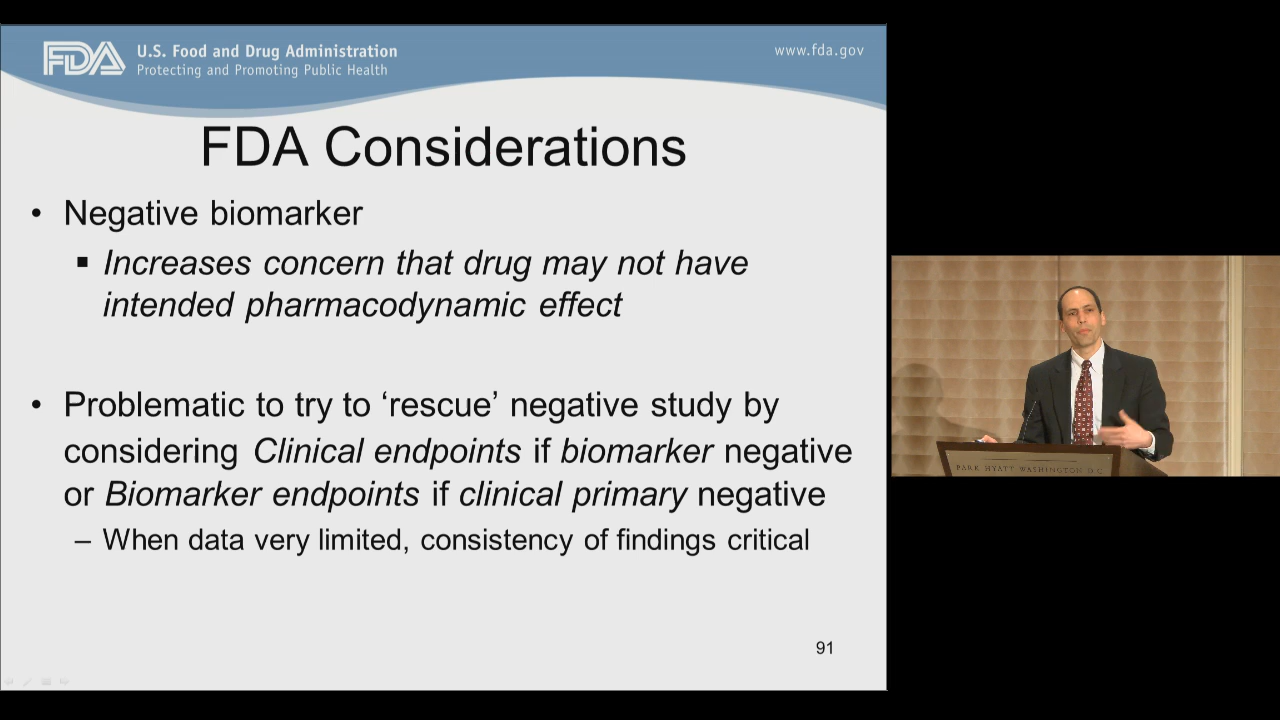 FDA U.S. Food and Drug Administration
Protecting and Promoting Public Health
www.fda.gov
FDA Considerations
• Negative biomarker
▪ Increases concern that drug may not have
intended pharmacodynamic effect
• Problematic to try to ‘rescue’ negative study by
considering Clinical endpoints if biomarker negative
or Biomarker endpoints if clinical primary negative
– When data very limited, consistency of findings critical
91
PARK HYATT WASHINGTON D.C.